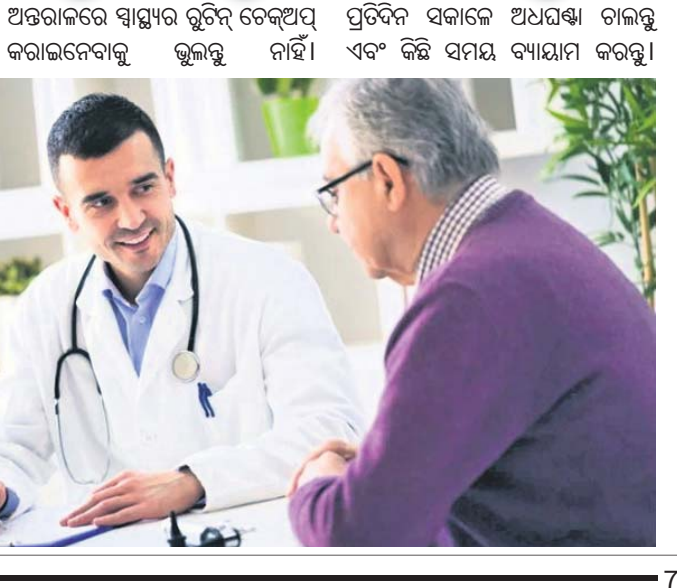 ଅନ୍ତରାଳରେ ସ୍ୱାସ୍ଥ୍ୟର ରୁଟିନ୍ ଚେକ୍ଅପ୍
କରାଇନେବାକୁ ଭୁଲନ୍ତୁ ନାହିଁ।
ପ୍ରତିଦିନ ସକାଳେ ଅଧଘଣ୍ଟା ଚାଲନ୍ତୁ
ଏବଂ କିଛି ସମୟ ବ୍ୟାୟାମ କରନ୍ତୁ।
7